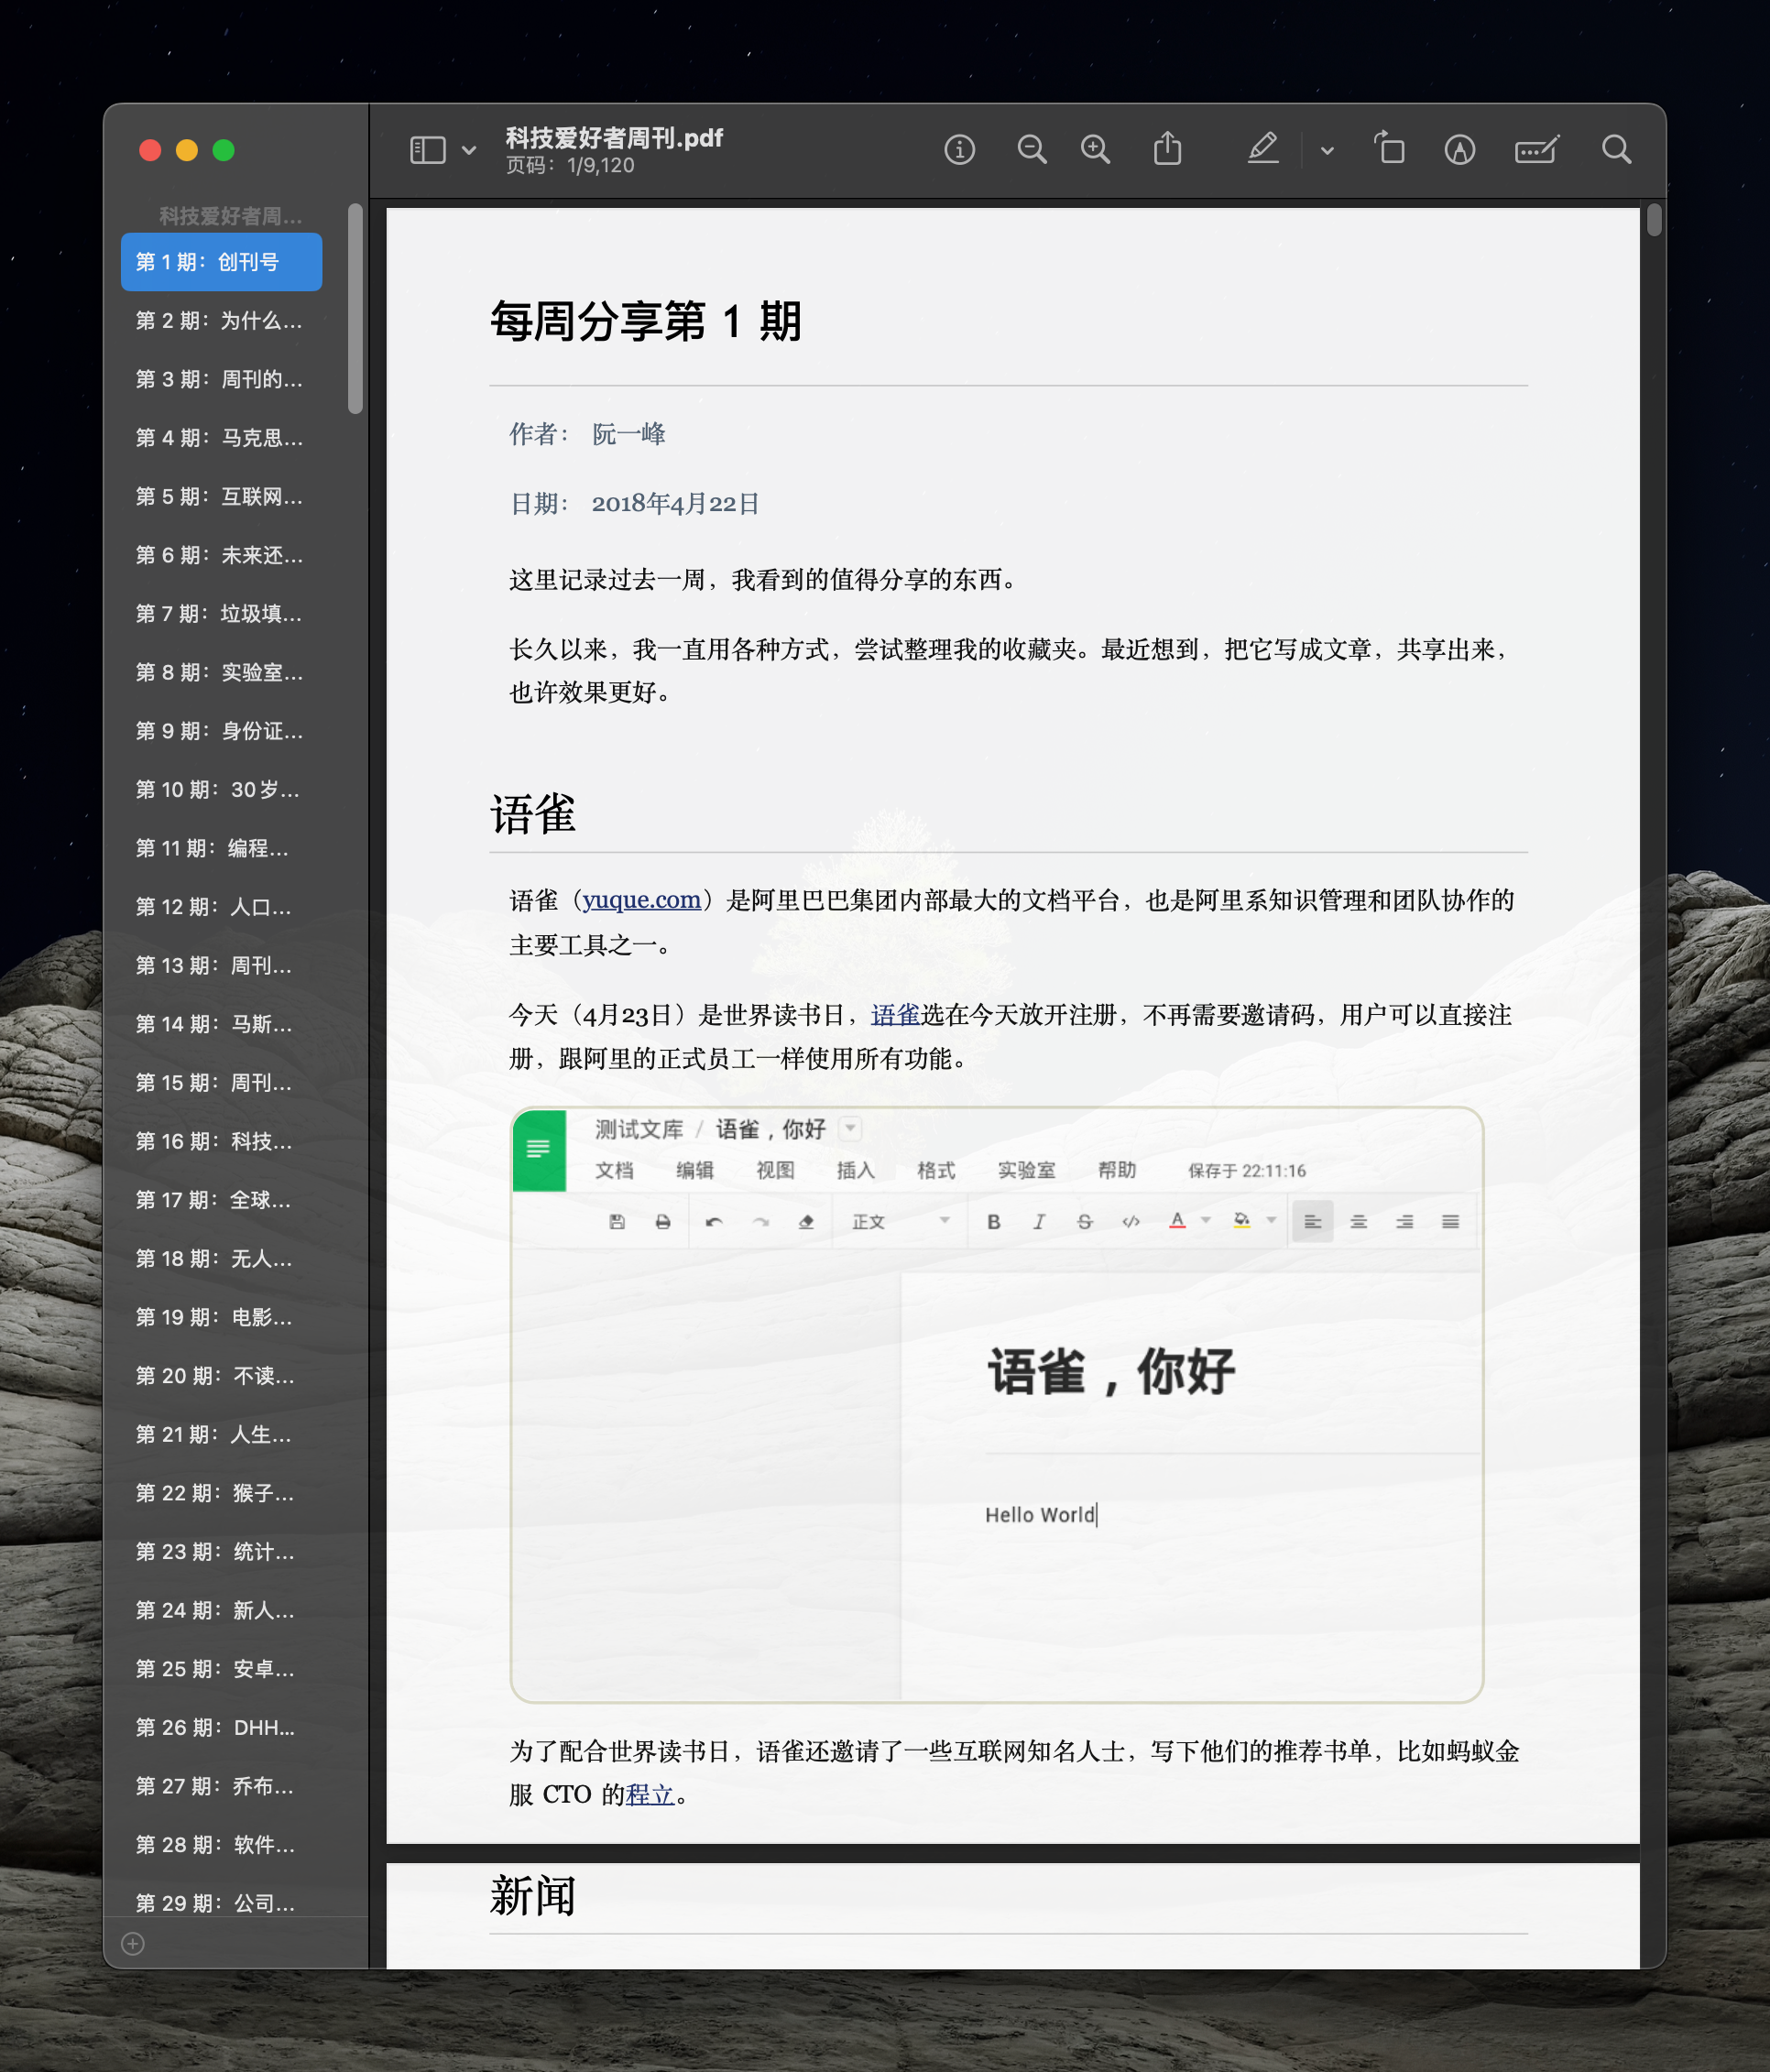 科技爱好者周刊.pdf
页码：1/9,120
科技爱好者周...
第 1 期：创刊号
第 2 期：为什么...
第 3 期：周刊的...
第 4 期：马克思...
第 5 期：互联网...
第 6 期：未来还...
第 7 期：垃圾填...
第 8 期：实验室...
第 9 期：身份证...
第 10 期：30 岁...
第 11 期：编程...
第 12 期：人口...
第 13 期：周刊...
第 14 期：马斯...
第 15 期：周刊...
第 16 期：科技...
第 17 期：全球...
第 18 期：无人...
第 19 期：电影...
第 20 期：不读...
第 21 期：人生...
第 22 期：猴子...
第 23 期：统计...
第 24 期：新人...
第 25 期：安卓...
第 26 期：DHH...
第 27 期：乔布...
第 28 期：软件...
第 29 期：公司...
每周分享第 1 期
作者： 阮一峰
日期： 2018年4月22日
这里记录过去一周，我看到的值得分享的东西。
长久以来，我一直用各种方式，尝试整理我的收藏夹。最近想到，把它写成文章，共享出来，
也许效果更好。
语雀
语雀（yuque.com）是阿里巴巴集团内部最大的文档平台，也是阿里系知识管理和团队协作的
主要工具之一。
今天（4月23日）是世界读书日，语雀选在今天放开注册，不再需要邀请码，用户可以直接注
册，跟阿里的正式员工一样使用所有功能。
测试文库 / 语雀，你好
文档 编辑 视图 插入 格式 实验室 帮助 保存于 22:11:16
正文 B I S </> A
语雀，你好
Hello World
为了配合世界读书日，语雀还邀请了一些互联网知名人士，写下他们的推荐书单，比如蚂蚁金
服 CTO 的程立。
新闻